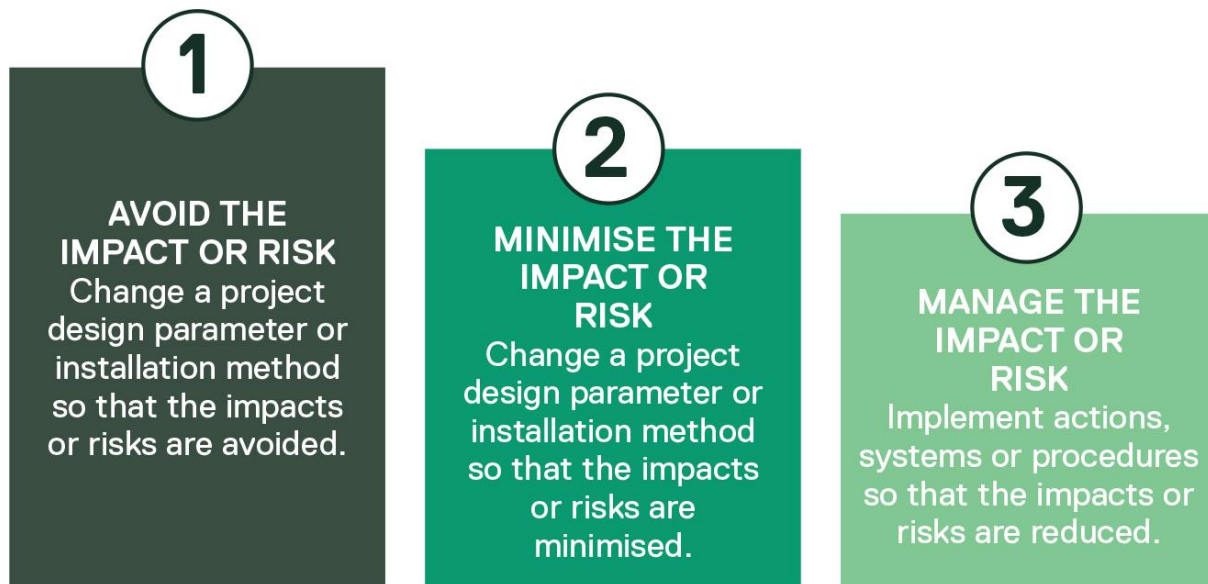 1
AVOID THE
IMPACT OR RISK
Change a project
design parameter or
installation method
so that the impacts
or risks are avoided.
2
MINIMISE THE
IMPACT OR
RISK
Change a project
design parameter or
installation method
so that the impacts
or risks are
minimised.
3
MANAGE THE
IMPACT OR
RISK
Implement actions,
systems or procedures
so that the impacts or
risks are reduced.